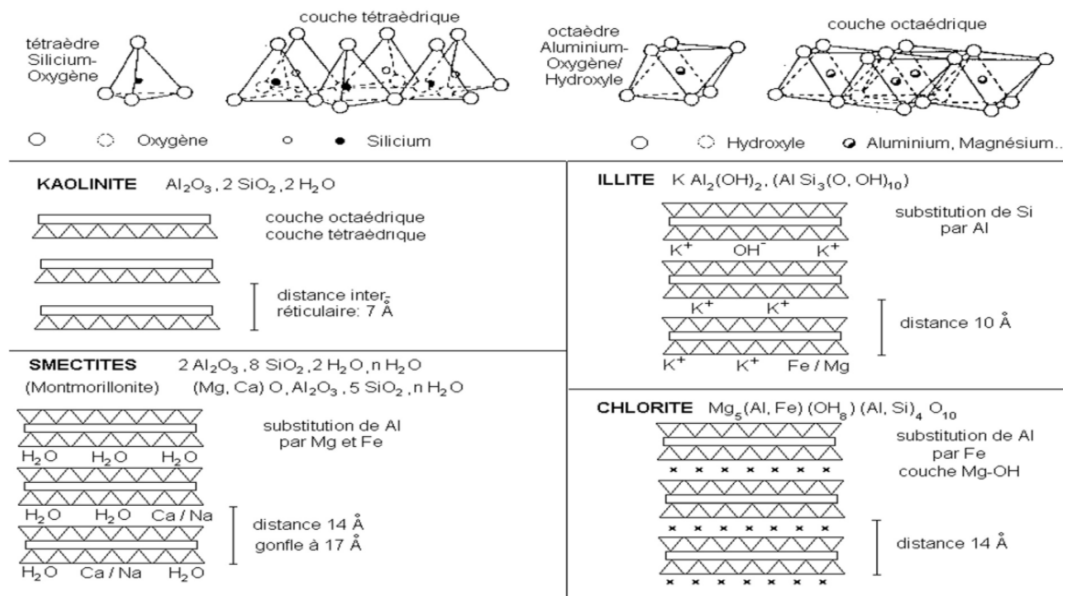 couche tétraèdrique
tétraèdre
Silicium-
Oxygène
octaèdre
Aluminium-
Oxygène/
Hydroxyle
couche octaédrique
Oxygène
Silicium
Hydroxyle
Aluminium, Magnésium..
KAOLINITE Al₂O₃, 2 SiO₂, 2 H₂O
couche octaédrique
couche tétraédrique
distance inter-
réticulaire: 7 Å
SMECTITES 2 Al₂O₃, 8 SiO₂, 2 H₂O, n H₂O
(Montmorillonite) (Mg, Ca) O, Al₂O₃, 5 SiO₂, n H₂O
substitution de Al
par Mg et Fe
H₂O H₂O H₂O
H₂O H₂O Ca / Na
distance 14 Å
gonfle à 17 Å
H₂O Ca / Na H₂O
ILLITE K Al₂(OH)₂, (Al Si₃(O, OH)₁₀)
substitution de Si
par Al
K⁺ OH⁻ K⁺
K⁺ K⁺
distance 10 Å
K⁺ K⁺ Fe / Mg
CHLORITE Mg₅(Al, Fe) (OH₈) (Al, Si)₄ O₁₀
substitution de Al
par Fe
couche Mg-OH
distance 14 Å